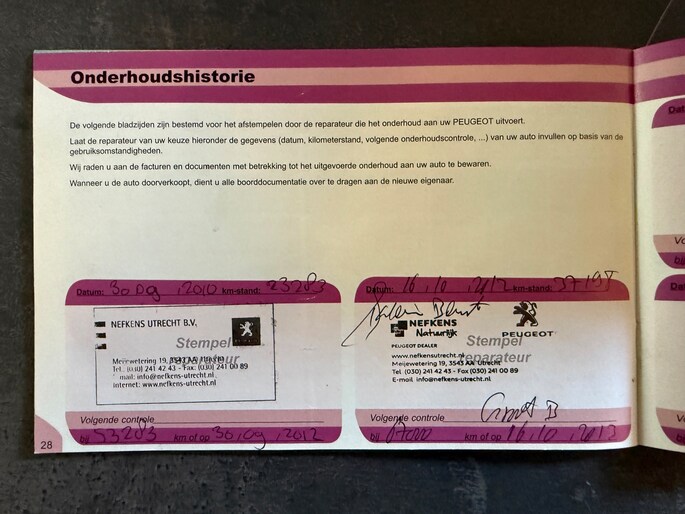 Onderhoudshistorie
De volgende bladzijden zijn bestemd voor het afstempelen door de reparateur die het onderhoud aan uw PEUGEOT uitvoert.
Laat de reparateur van uw keuze hieronder de gegevens (datum, kilometerstand, volgende onderhoudscontrole, ...) van uw auto invullen op basis van de
gebruiksomstandigheden.
Wij raden u aan de facturen en documenten met betrekking tot het uitgevoerde onderhoud aan uw auto te bewaren.
Wanneer u de auto doorverkoopt, dient u alle boorddocumentatie over te dragen aan de nieuwe eigenaar.
Datum: 30 09 .2010 km-stand: 23283
NEFKENS UTRECHT B.V.
Stempel
reparateur
Meijewetering 19, 3543 AA Utrecht
Tel. (030) 241 42 43 - Fax: (030) 241 00 89
mail: info@nefkens-utrecht.nl
internet: www.nefkens-utrecht.nl
Volgende controle
bij 53283 km of op 30.09.2012
Datum: 16.10.2012 km-stand:
NEFKENS
Natuurlijk
PEUGEOT
PEUGEOT DEALER
Stempel
reparateur
www.nefkensutrecht.nl
Meijewetering 19, 3543 AA Utrecht
Tel. (030) 241 42 43 - Fax (030) 241 00 89
E-mail info@nefkensutrecht.nl
Volgende controle
bij km of op 16.10.2013
28